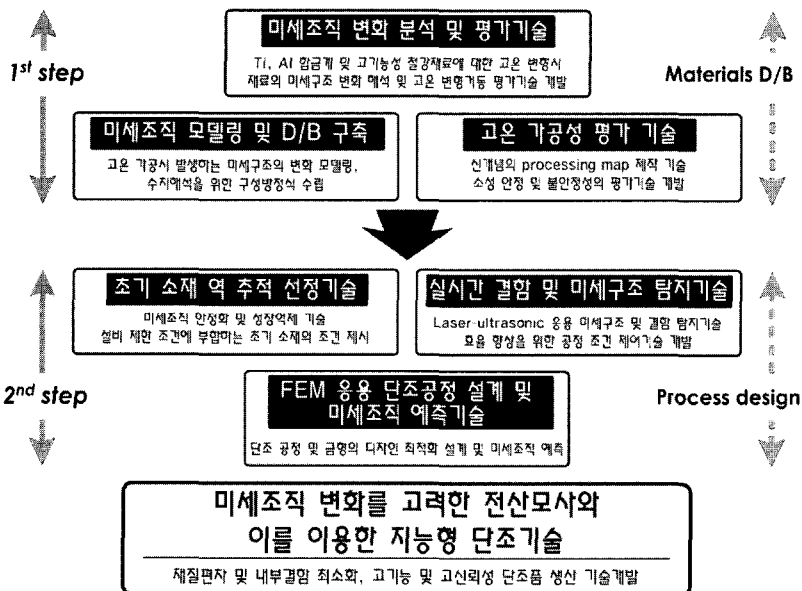 미세조직 변화 분석 및 평가기술
Ti, Al 합금계 및 고기능성 철강재료에 대한 고온 변형시
재료의 미세구조 변화 해석 및 고온 변형거동 평가기술 개발
1st step
Materials D/B
미세조직 모델링 및 D/B 구축
고온 가공시 발생하는 미세구조의 변화 모델링,
수치해석을 위한 구성방정식 수립
고온 가공성 평가 기술
신개념의 processing map 제작 기술
소성 안정 및 불안정성의 평가기술 개발
초기 소재 역 추적 선정기술
미세조직 안정화 및 성장억제 기술
설비 제한 조건에 부합하는 초기 소재의 조건 제시
실시간 결함 및 미세구조 탐지기술
Laser-ultrasonic 응용 미세구조 및 결함 탐지기술
효율 향상을 위한 공정 조건 제어기술 개발
2nd step
Process design
FEM 응용 단조공정 설계 및
미세조직 예측기술
단조 공정 및 금형의 디자인 최적화 설계 및 미세조직 예측
미세조직 변화를 고려한 전산모사와
이를 이용한 지능형 단조기술
재질편차 및 내부결함 최소화, 고기능 및 고신뢰성 단조품 생산 기술개발